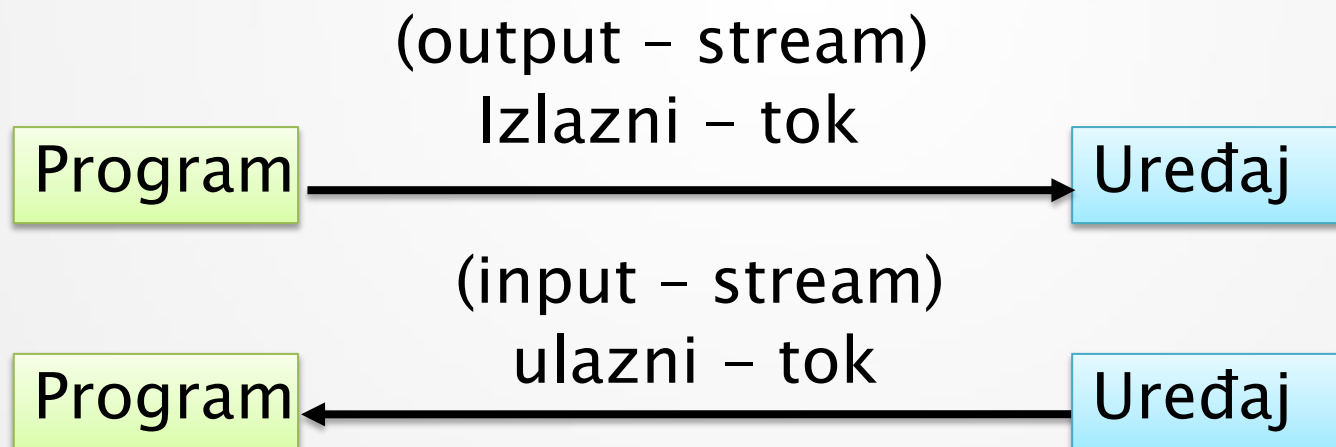 (output – stream)
Izlazni – tok
Program
Uređaj
(input – stream)
ulazni – tok
Program
Uređaj